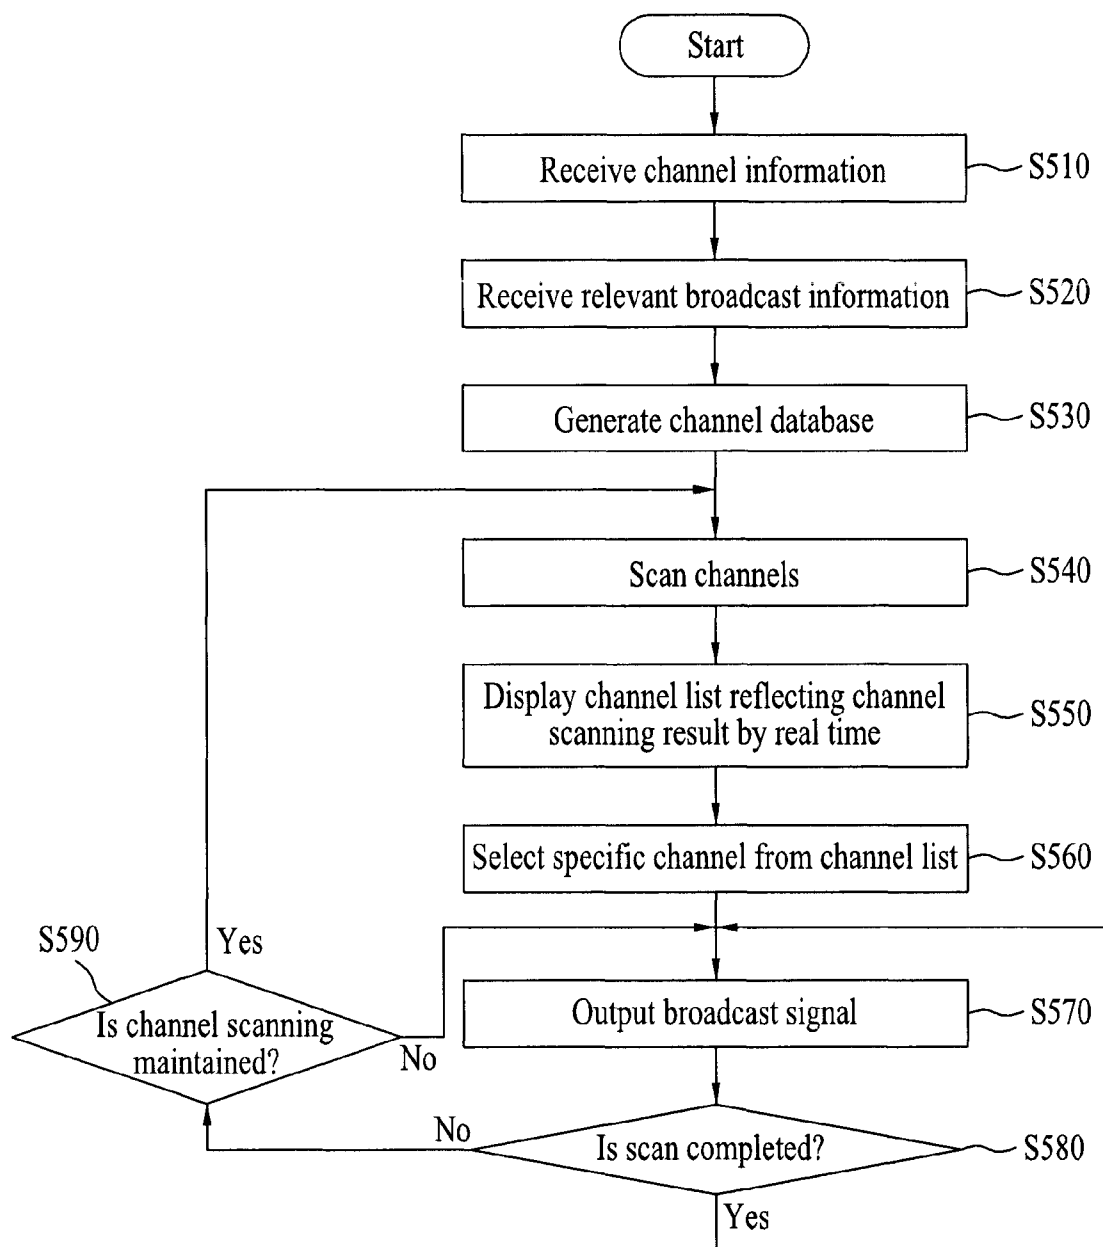 Start
Receive channel information
S510
Receive relevant broadcast information
S520
Generate channel database
S530
Scan channels
S540
Display channel list reflecting channel
scanning result by real time
S550
Select specific channel from channel list
S560
S590
Yes
Is channel scanning
maintained?
No
Output broadcast signal
S570
No
Is scan completed?
S580
Yes